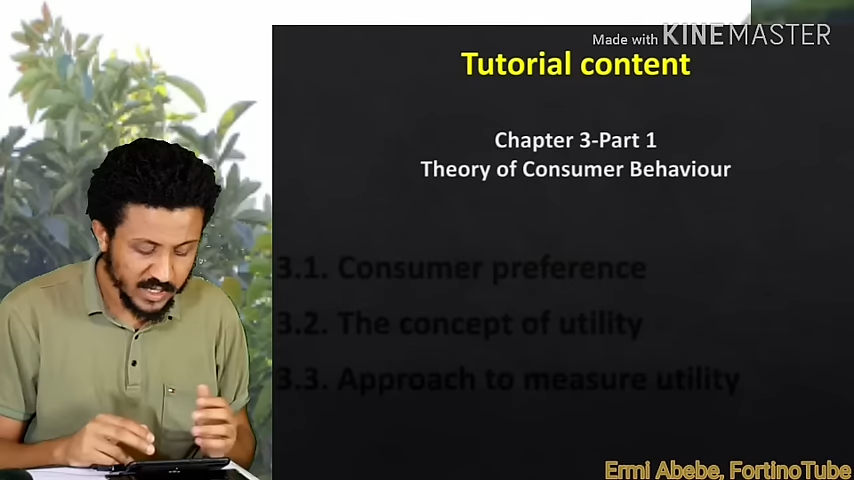 Made with KINEMASTER
Tutorial content
Chapter 3-Part 1
Theory of Consumer Behaviour
3.1. Consumer preference
3.2. The concept of utility
3.3. Approach to measure utility
Ermi Abebe, FortinoTube